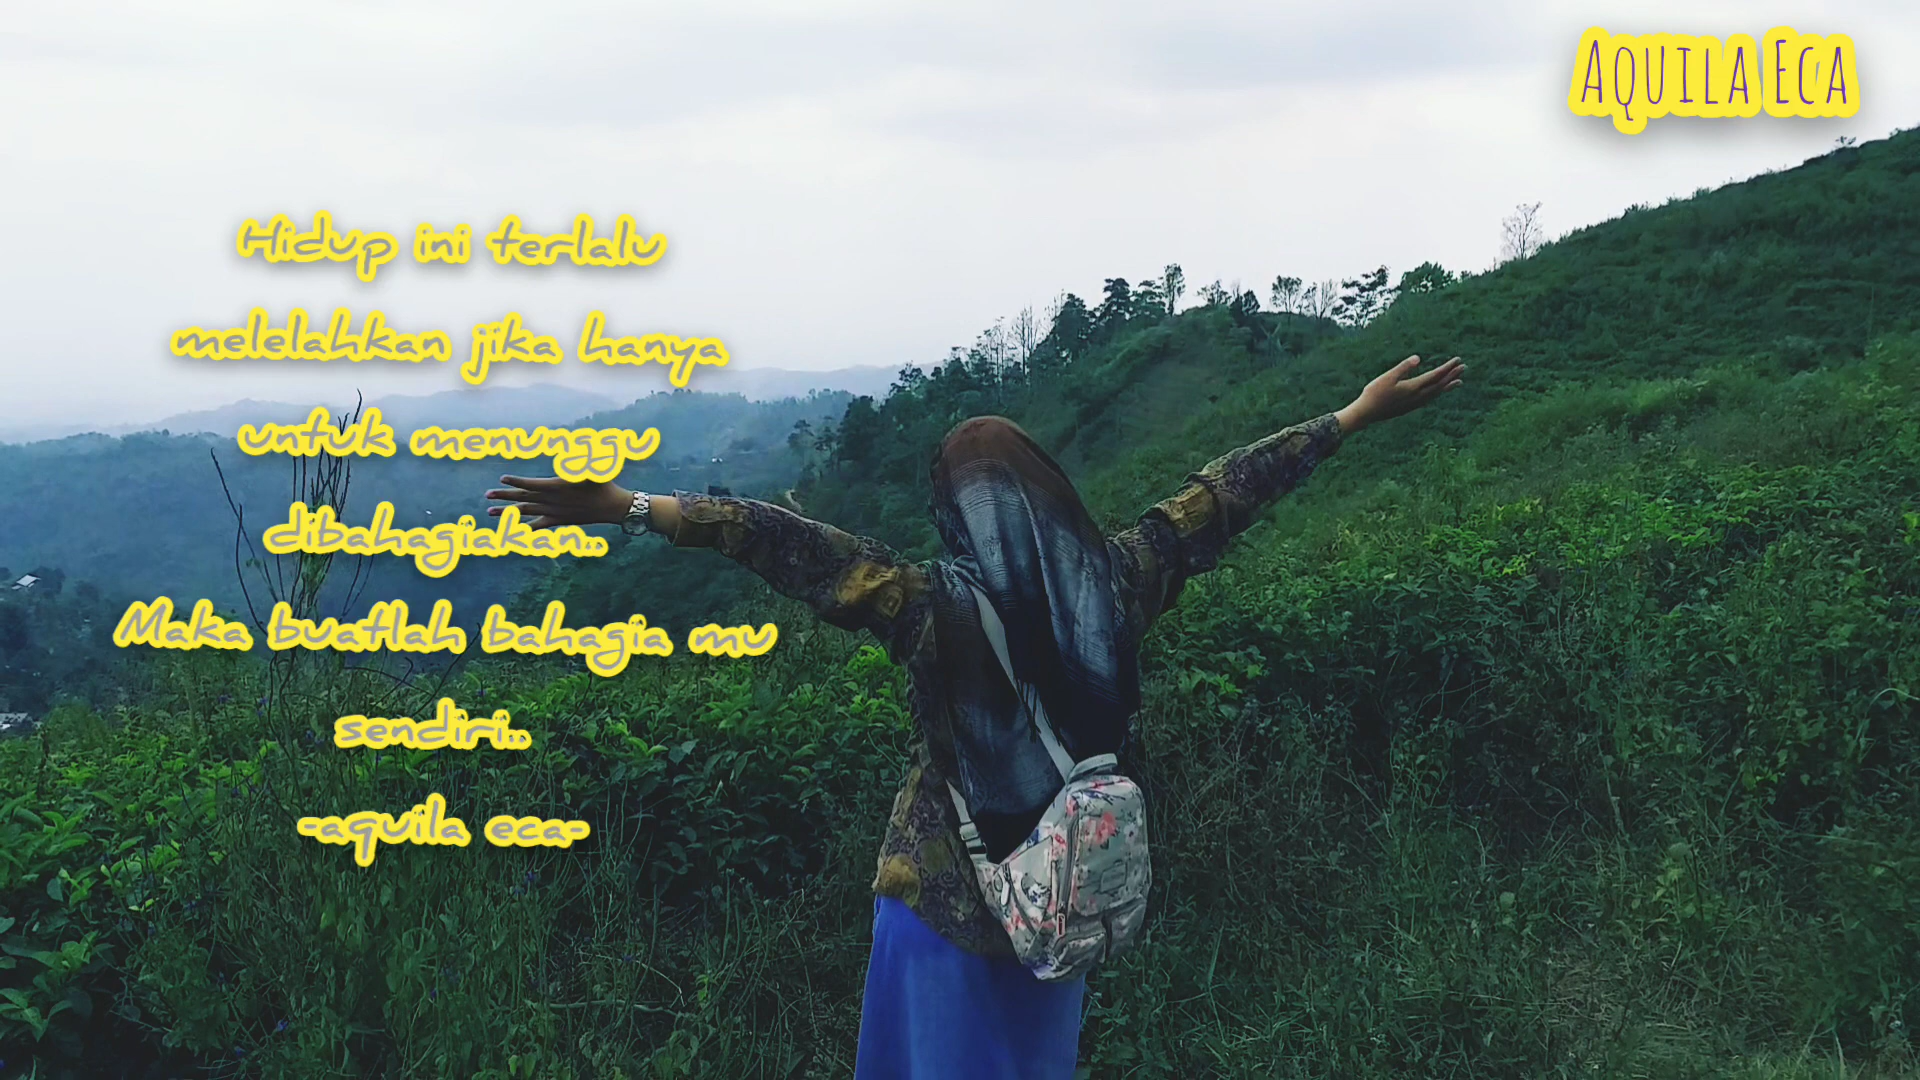 Aquila Eca
Hidup ini terlalu
melelahkan jika hanya
untuk menunggu
dibahagiakan..
Maka buatlah bahagia mu
sendiri..
-aquila eca-